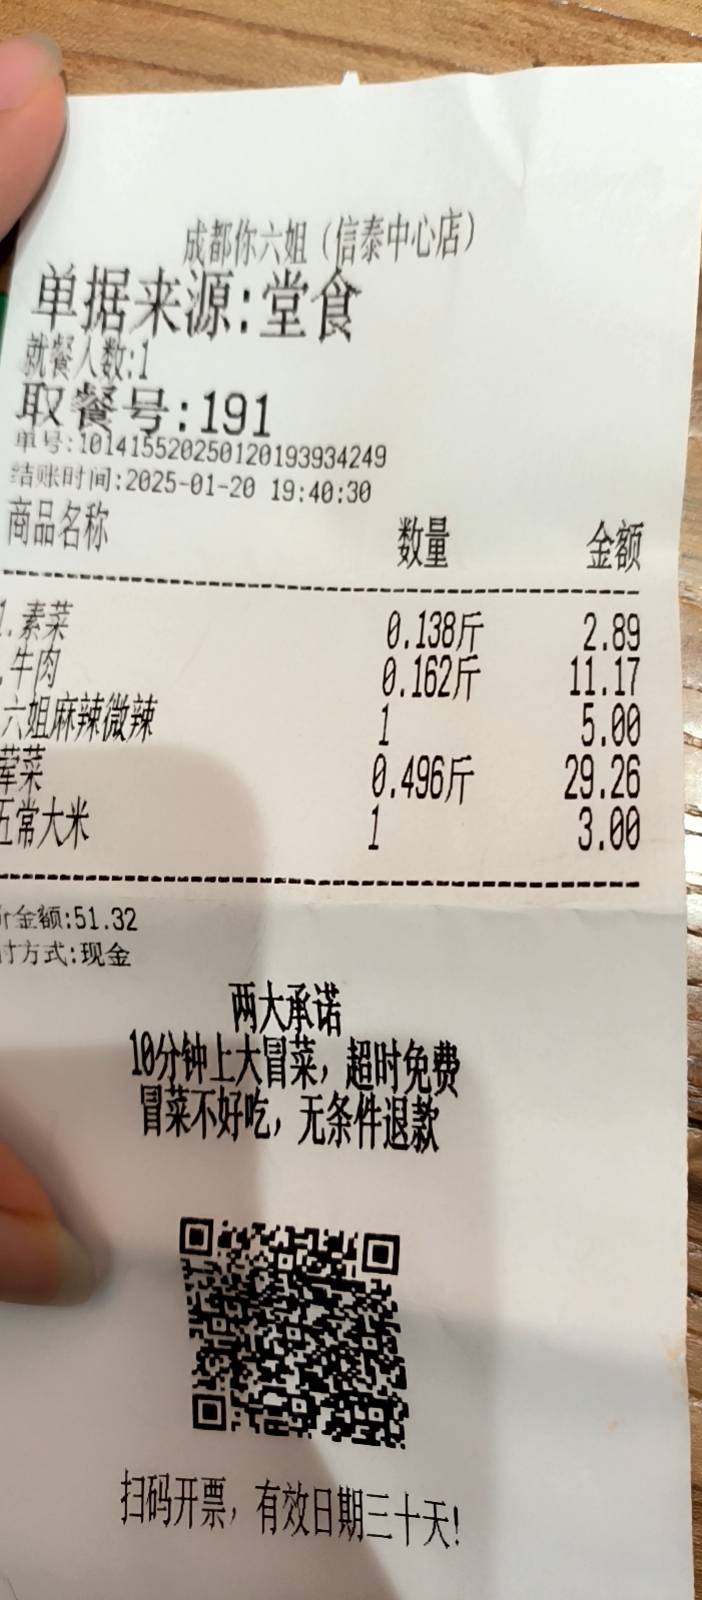 成都你六姐（信泰中心店）
单据来源:堂食
就餐人数:1
取餐号:191
单号:101415520250120193934249
结账时间:2025-01-20 19:40:30
商品名称 数量 金额
1.素菜 0.138斤 2.89
.牛肉 0.162斤 11.17
六姐麻辣微辣 1 5.00
荤菜 0.496斤 29.26
五常大米 1 3.00
金额:51.32
方式:现金
两大承诺
10分钟上大冒菜，超时免费
冒菜不好吃，无条件退款
扫码开票，有效日期三十天!